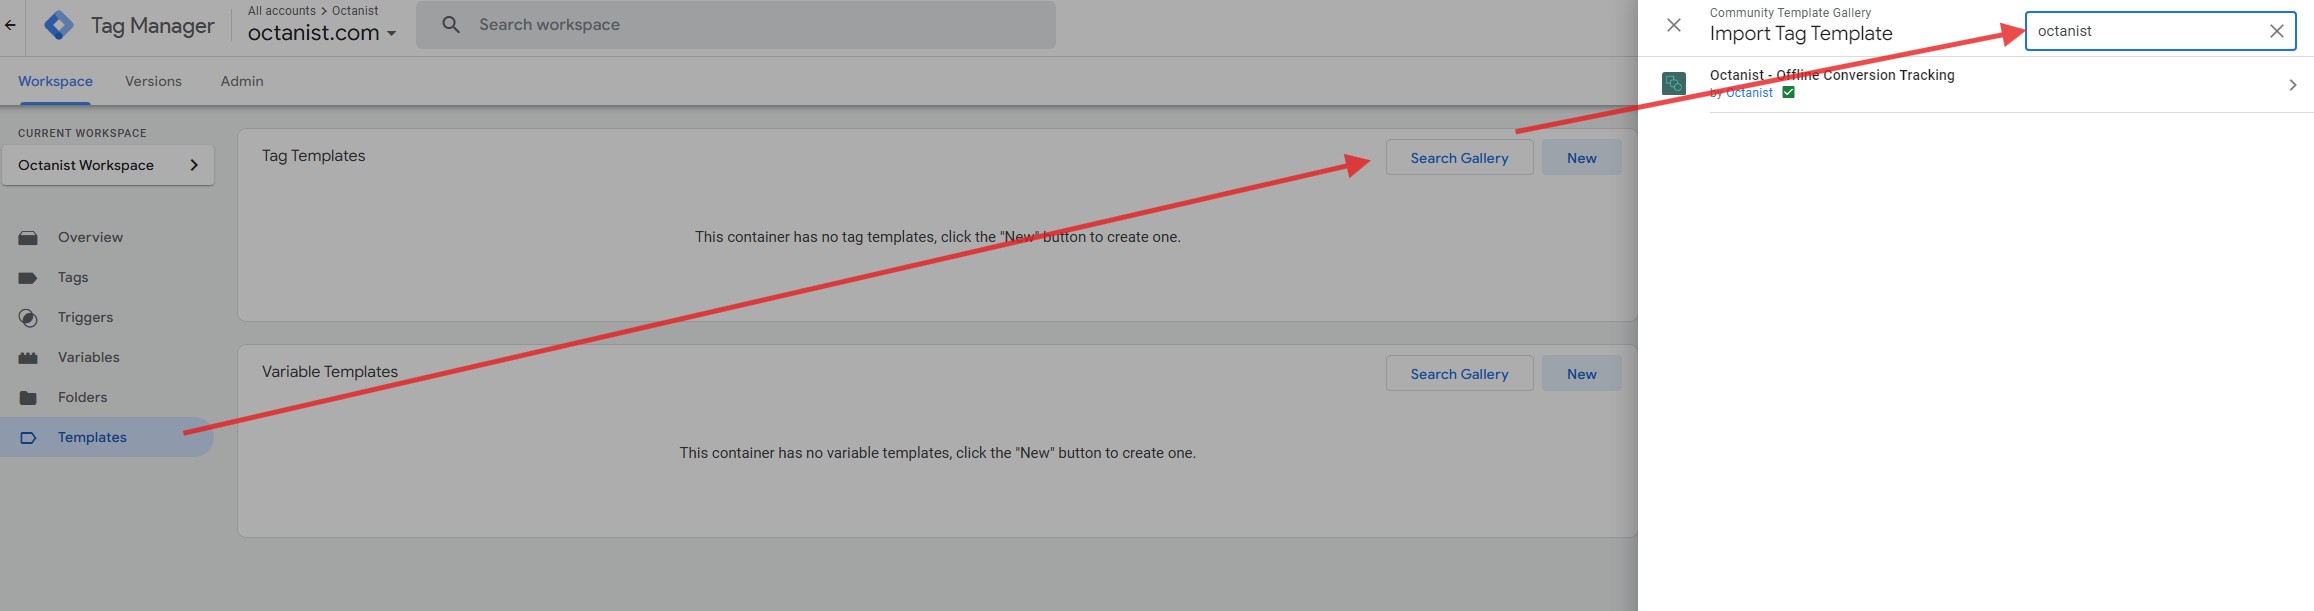 Tag Manager
All accounts > Octanist
octanist.com
Search workspace
Workspace
Versions
Admin
CURRENT WORKSPACE
Octanist Workspace
Overview
Tags
Triggers
Variables
Folders
Templates
Tag Templates
Search Gallery
New
This container has no tag templates, click the "New" button to create one.
Variable Templates
Search Gallery
New
This container has no variable templates, click the "New" button to create one.
Community Template Gallery
Import Tag Template
octanist
Octanist - Offline Conversion Tracking
by Octanist